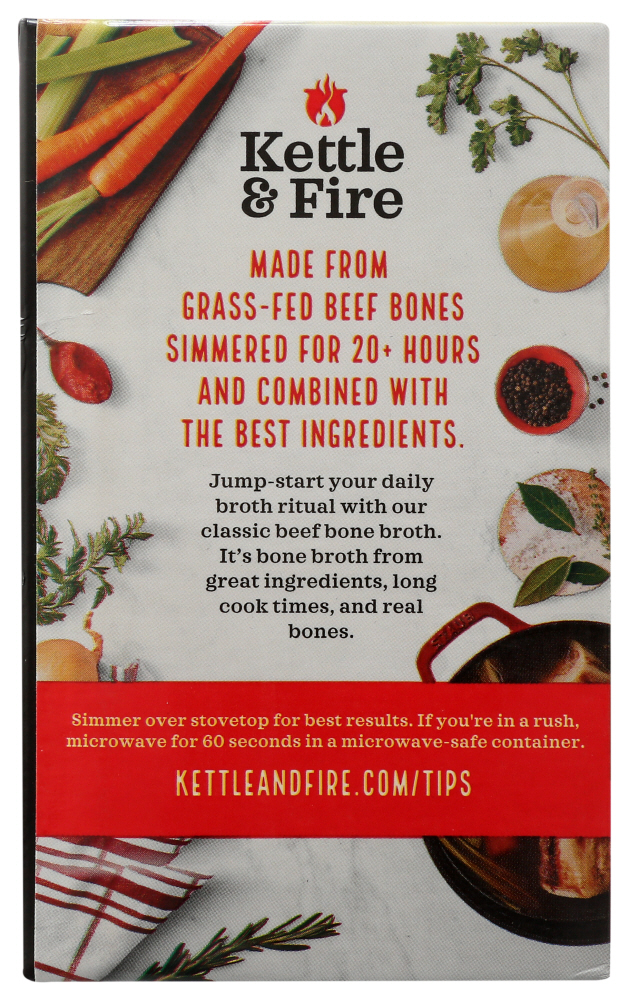 Kettle
& Fire
MADE FROM
GRASS-FED BEEF BONES
SIMMERED FOR 20+ HOURS
AND COMBINED WITH
THE BEST INGREDIENTS.
Jump-start your daily
broth ritual with our
classic beef bone broth.
It's bone broth from
great ingredients, long
cook times, and real
bones.
Simmer over stovetop for best results. If you're in a rush,
microwave for 60 seconds in a microwave-safe container.
KETTLEANDFIRE.COM/TIPS